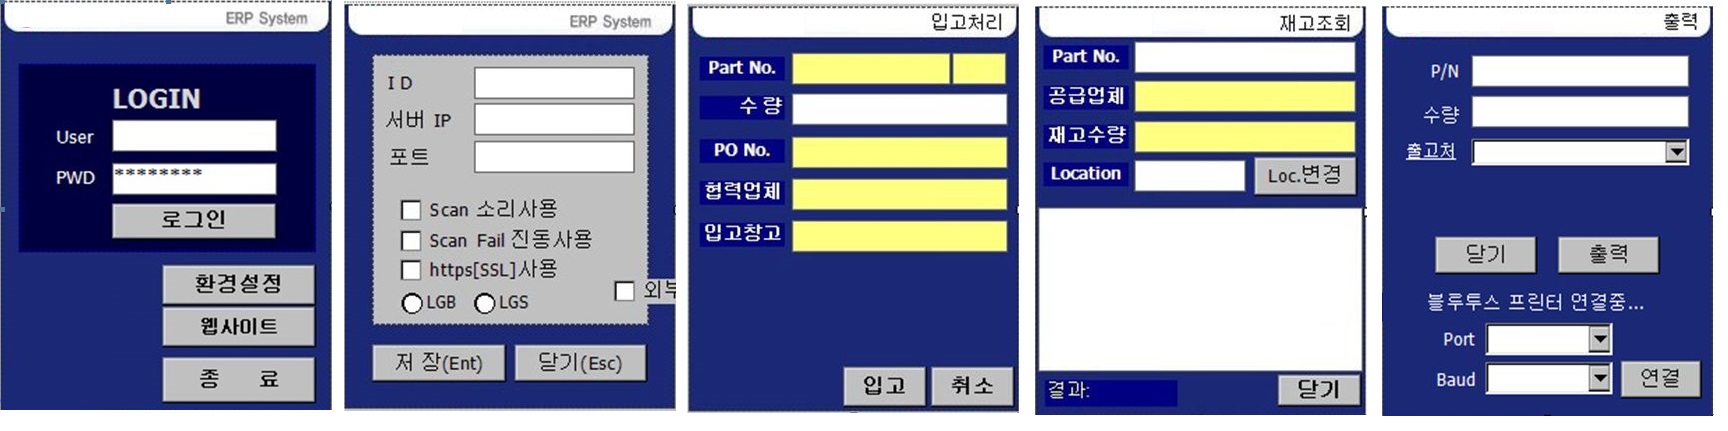 ERP System
LOGIN
User
PWD ********
로그인
환경설정
웹사이트
종 료
ERP System
I D
서버 IP
포트
Scan 소리사용
Scan Fail 진동사용
https[SSL]사용
외부
LGB LGS
저 장(Ent) 닫기(Esc)
입고처리
Part No.
수 량
PO No.
협력업체
입고창고
입고 취소
재고조회
Part No.
공급업체
재고수량
Location Loc.변경
결과: 닫기
출력
P/N
수량
출고처
닫기 출력
블루투스 프린터 연결중...
Port
Baud 연결